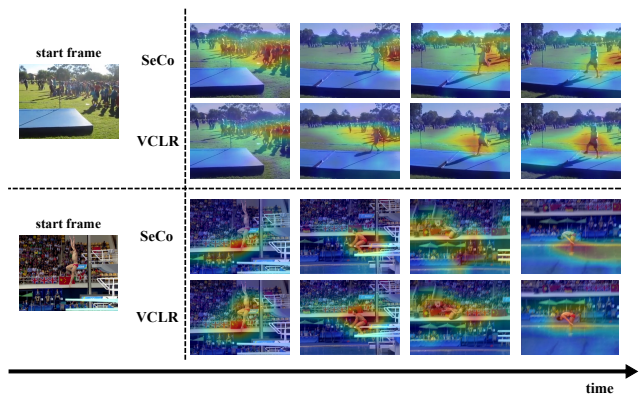 start frame
SeCo
VCLR
start frame
SeCo
VCLR
time